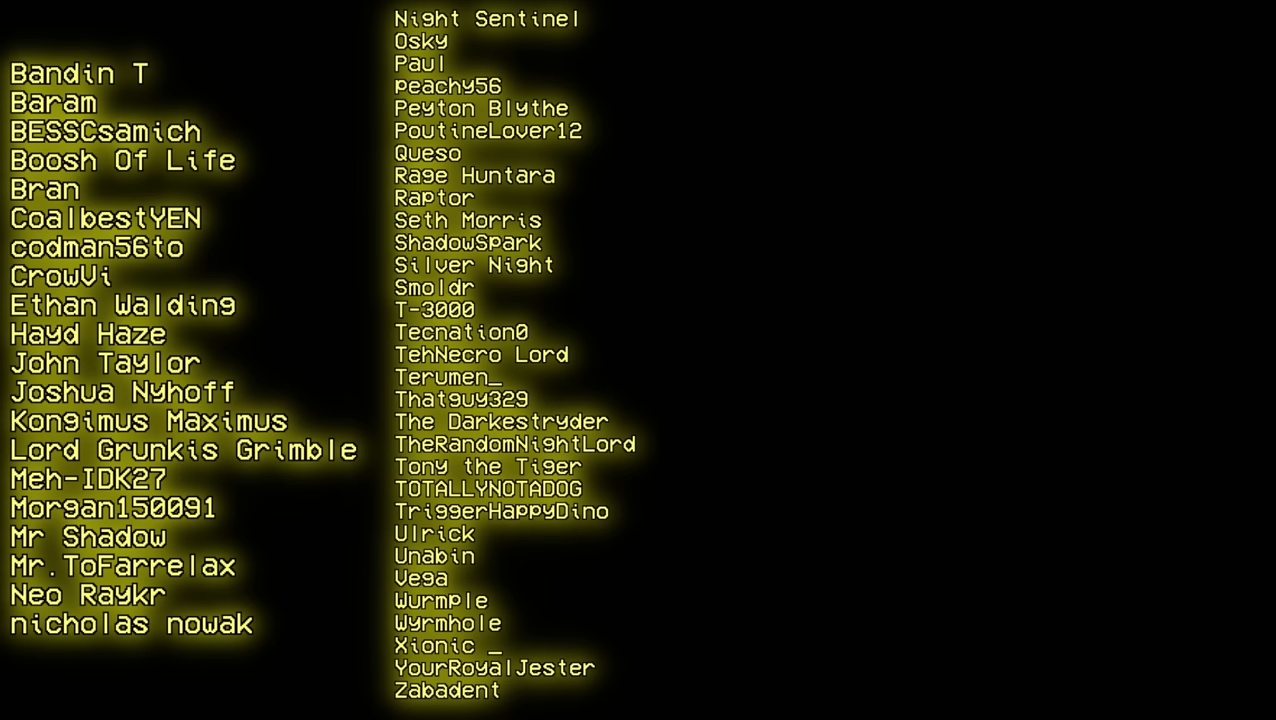 Bandin T
Baram
BESSCsamich
Boosh Of Life
Bran
CoalbestYEN
codman56to
CrowVi
Ethan Walding
Hayd Haze
John Taylor
Joshua Nyhoff
Kongimus Maximus
Lord Grunkis Grimble
Meh-IDK27
Morgan150091
Mr Shadow
Mr.ToFarrelax
Neo Raykr
nicholas nowak
Night Sentinel
Osky
Paul
peachy56
Peyton Blythe
PoutineLover12
Queso
Rage Huntara
Raptor
Seth Morris
ShadowSpark
Silver Night
Smoldr
T-3000
Tecnation0
TehNecro Lord
Terumen_
Thatguy329
The Darkestryder
TheRandomNightLord
Tony the Tiger
TOTALLYNOTADOG
TriggerHappyDino
Ulrick
Unabin
Vega
Wurmple
Wyrmhole
Xionic _
YourRoyalJester
Zabadent